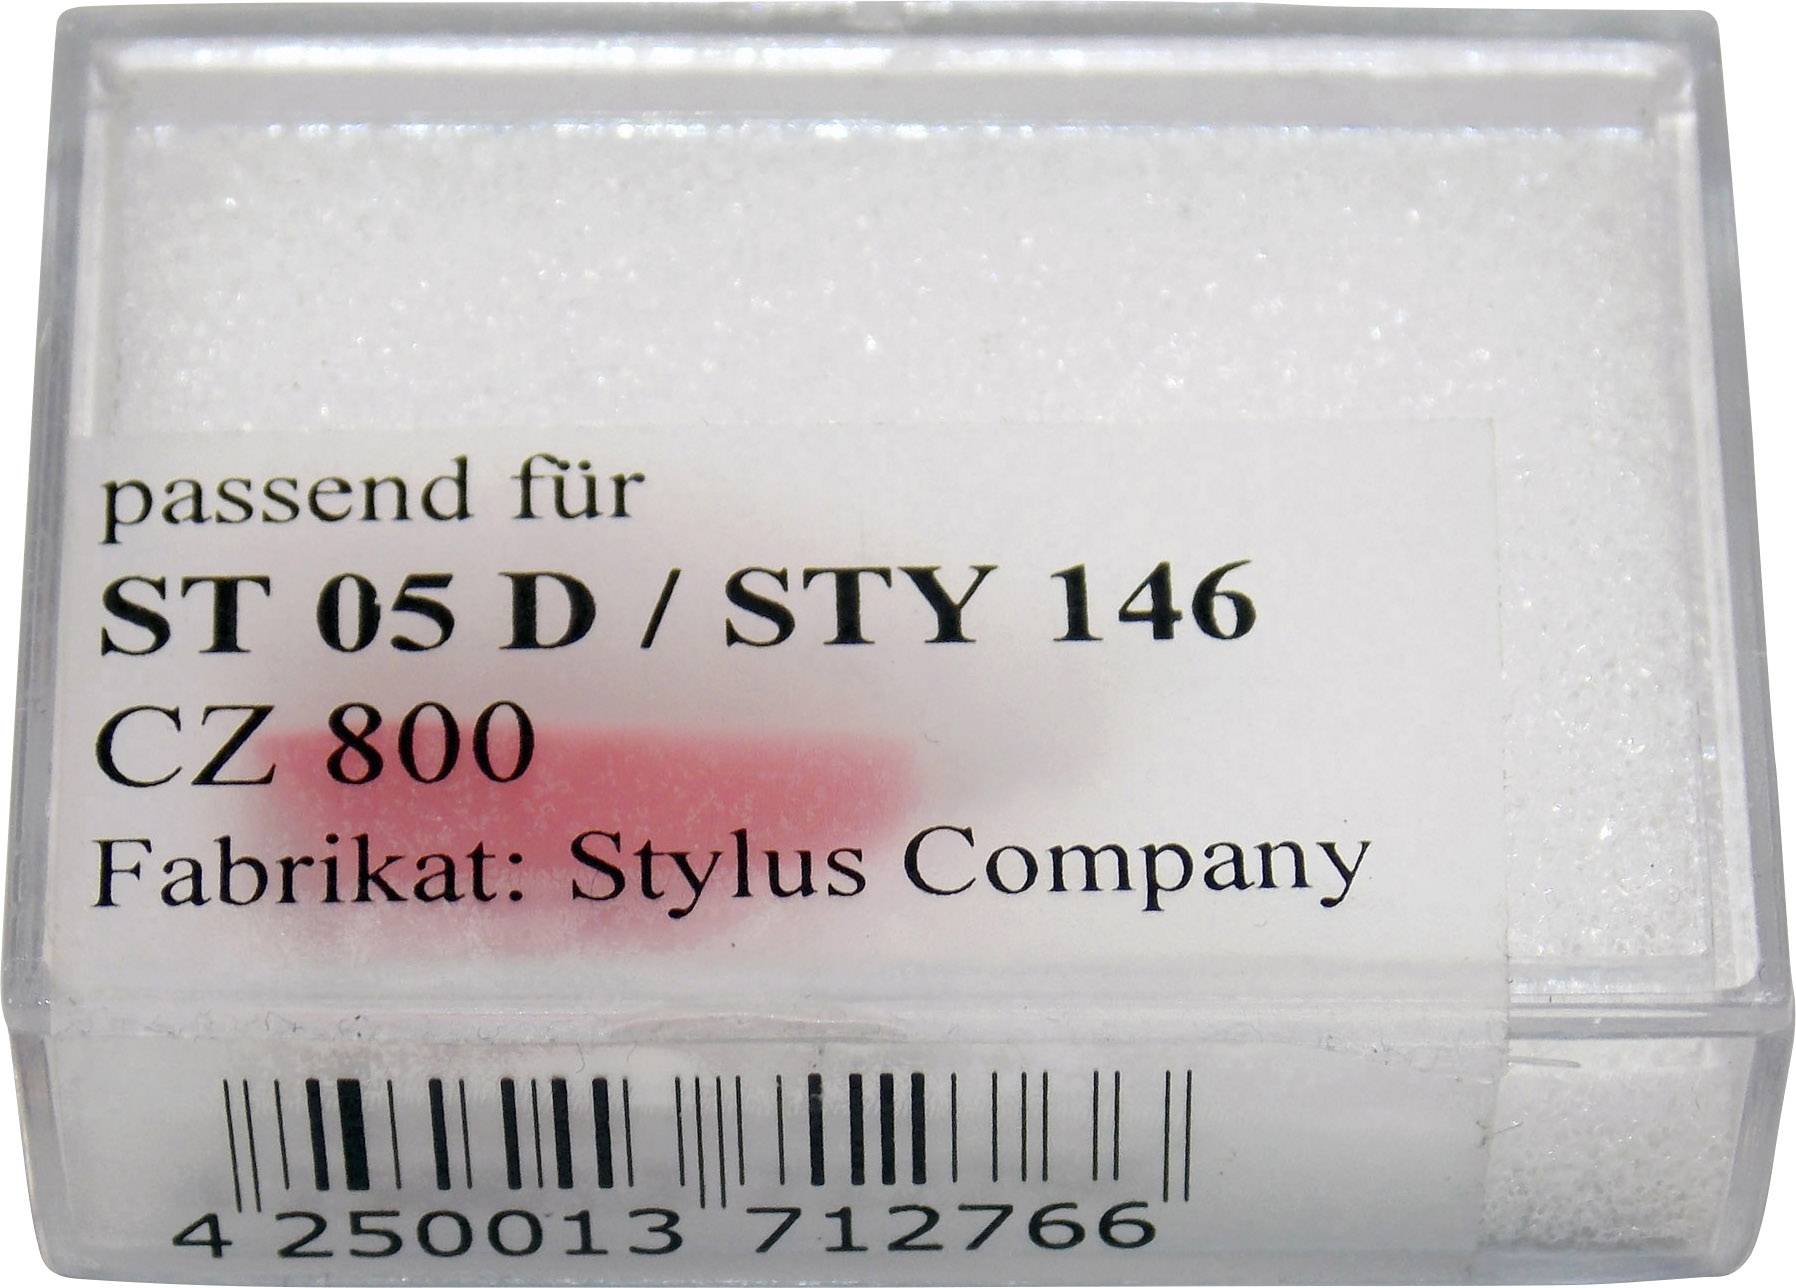 passend für
ST 05 D / STY 146
CZ 800
Fabrikat: Stylus Company
4 250013 712766